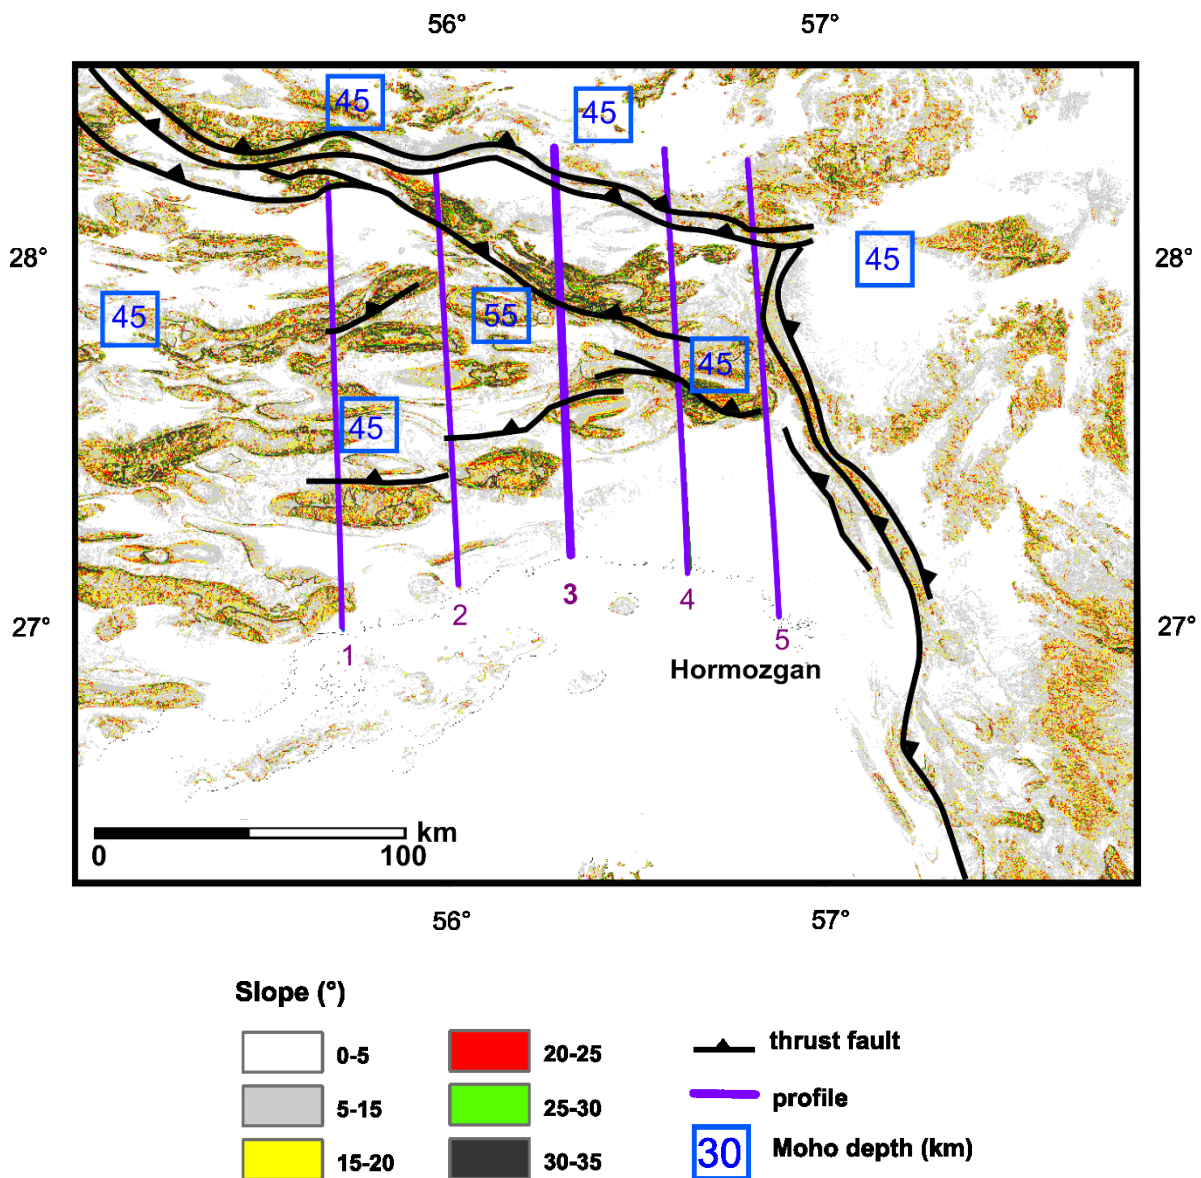 56° 57°
45 45
28° 45 28°
45 55
45
45
27° 2 3 4 5 27°
1
Hormozgan
km
0 100
56° 57°
Slope (°)
0-5 20-25 thrust fault
5-15 25-30 profile
15-20 30-35 30 Moho depth (km)